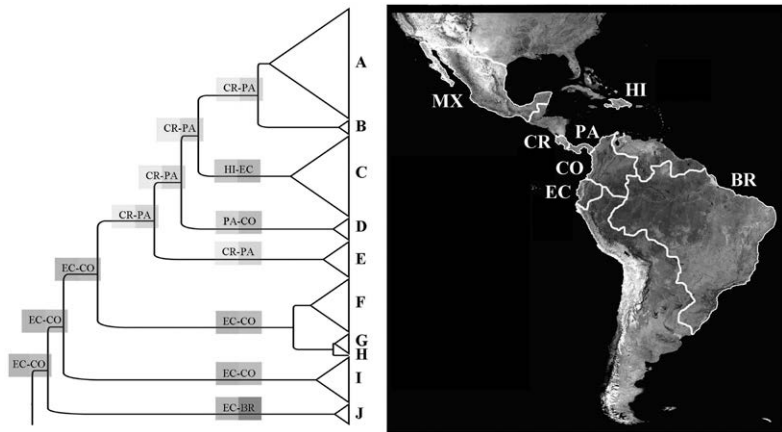 A
CR-PA
B
CR-PA
HI-EC
C
CR-PA
PA-CO
D
CR-PA
CR-PA
E
EC-CO
F
EC-CO
EC-CO
G
H
EC-CO
EC-CO
I
EC-BR
J
MX
HI
CR
PA
CO
EC
BR